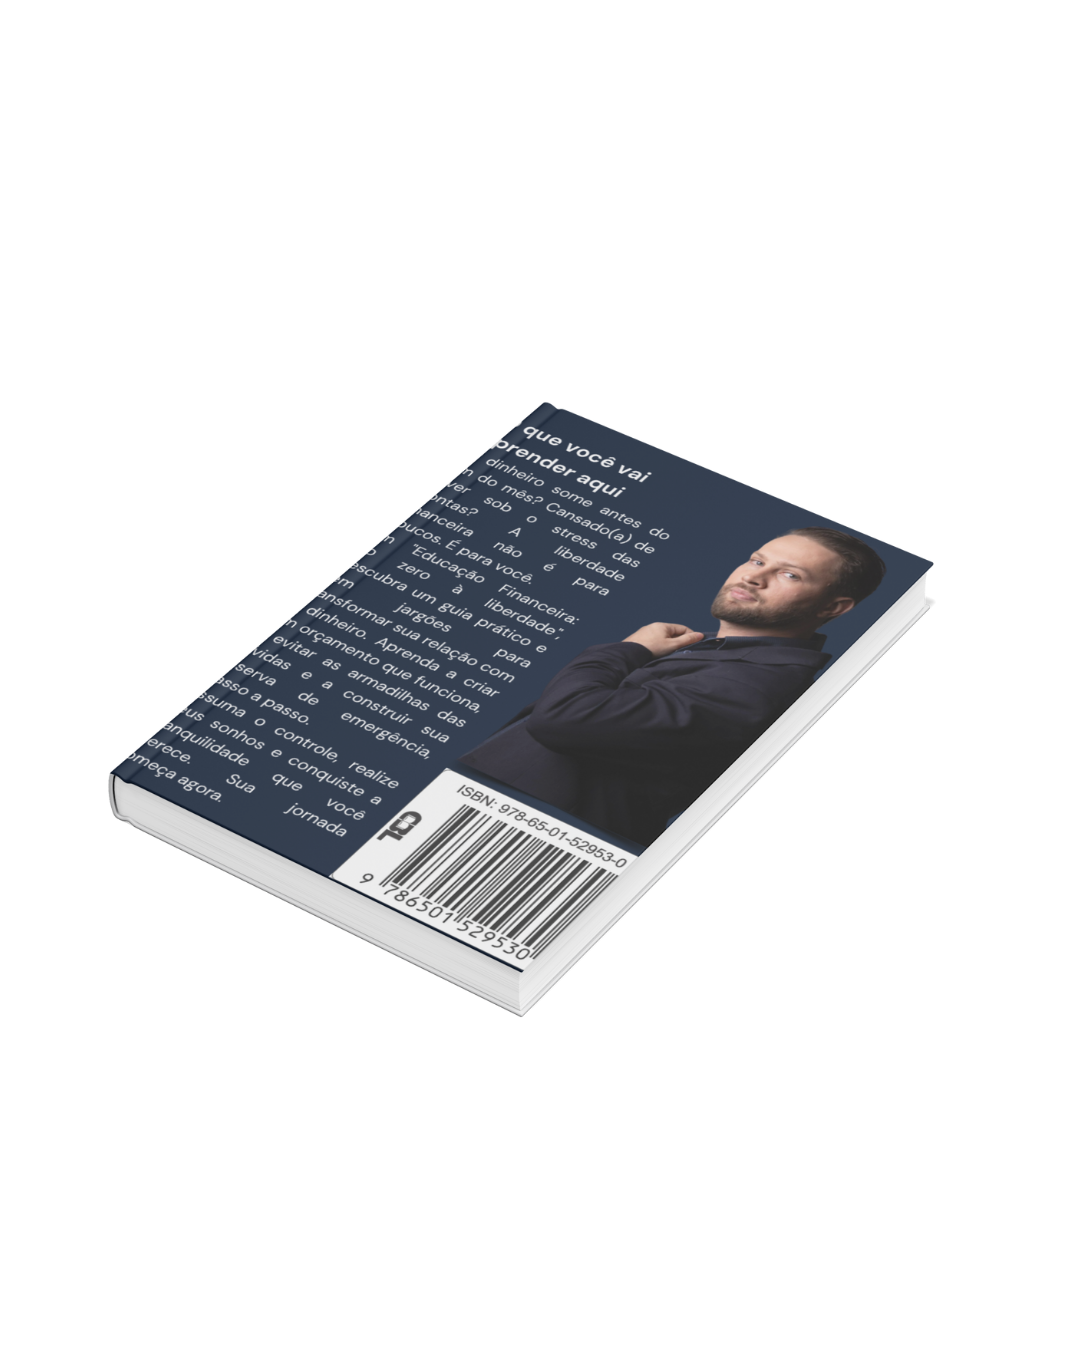 que você vai
prender aqui
dinheiro some antes do
m do mês? Cansado(a) de
ver sob o stress das
ontas? A liberdade
nanceira não é para
oucos. É para você.
m "Educação Financeira:
o zero à liberdade",
escubra um guia prático e
em jargões para
ansformar sua relação com
dinheiro. Aprenda a criar
m orçamento que funciona,
evitar as armadilhas das
vidas e a construir sua
serva de emergência,
asso a passo.
ssuma o controle, realize
eus sonhos e conquiste a
anquilidade que você
erece. Sua jornada
omeça agora.
ISBN: 978-65-01-52953-0
9 786501 529530